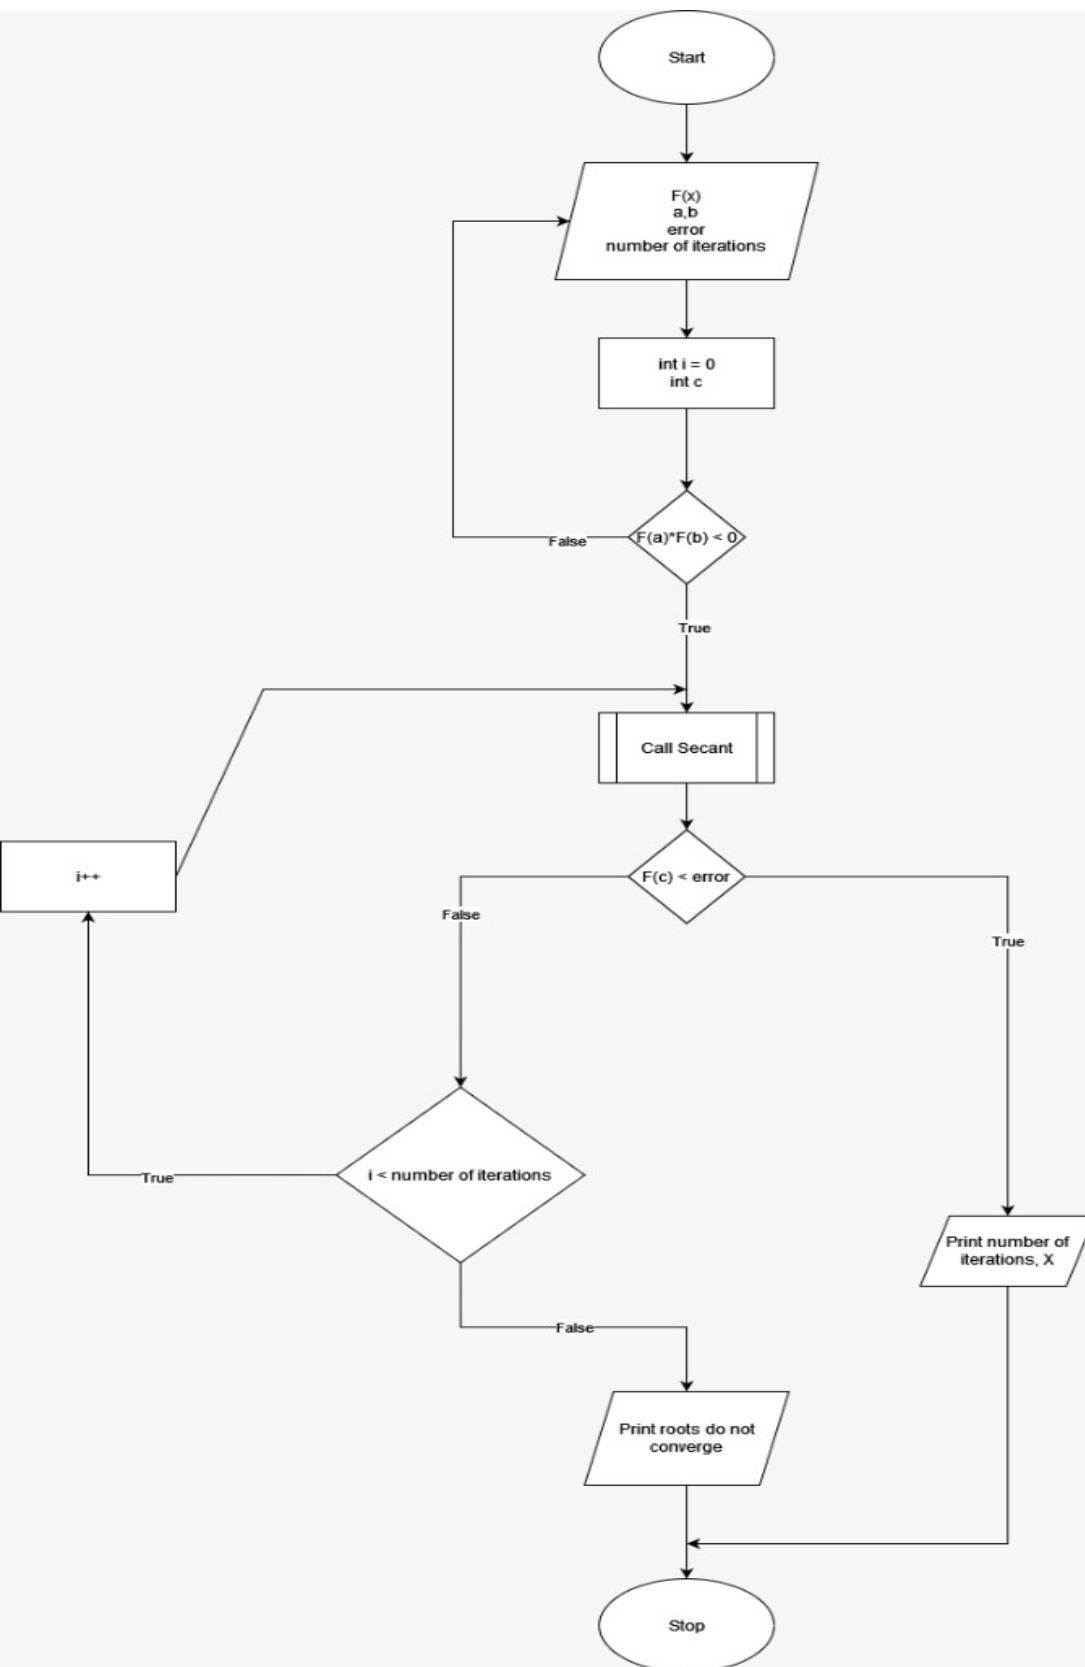 Start
F(x)
a,b
error
number of iterations
int i = 0
int c
F(a)*F(b) < 0
False
True
Call Secant
i++
F(c) < error
False
True
i < number of iterations
True
Print number of
iterations, X
False
Print roots do not
converge
Stop